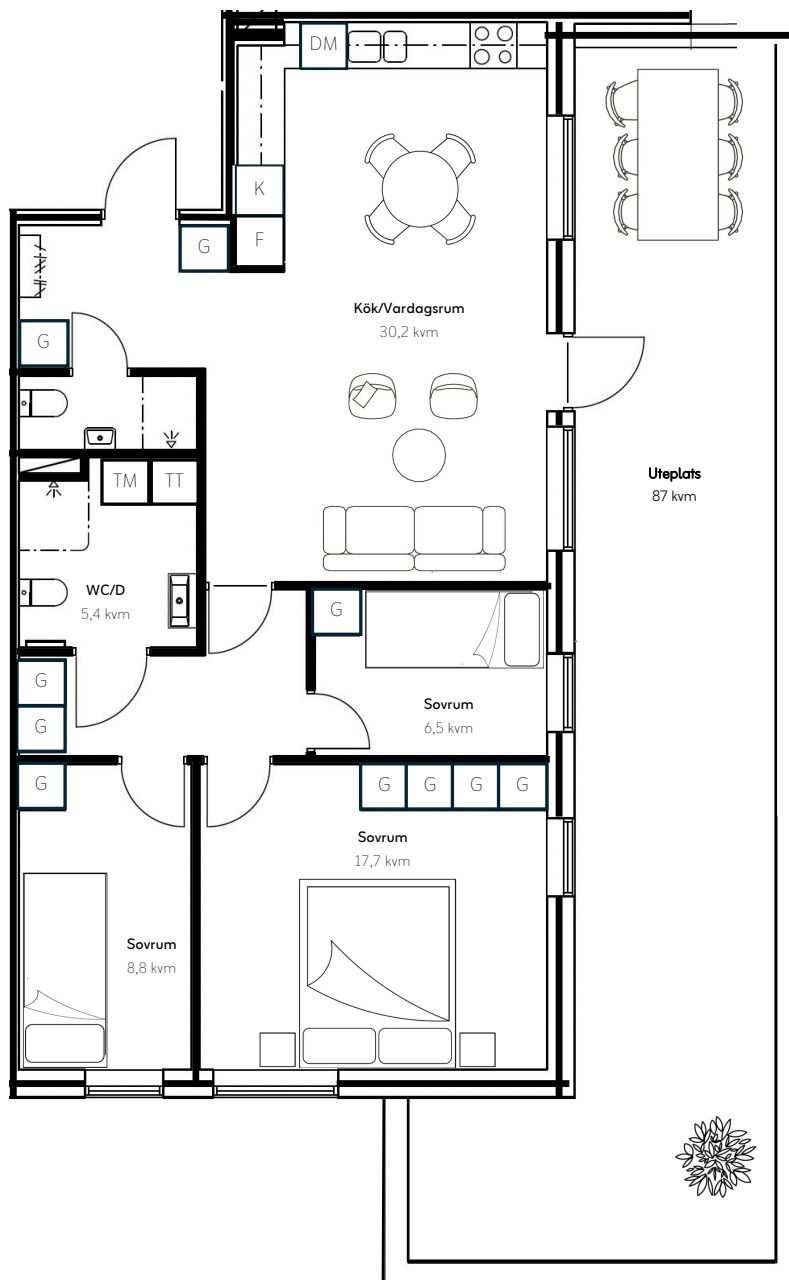 DM
K
F
G
Kök/Vardagsrum
30,2 kvm
G
Uteplats
87 kvm
TM
TT
WC/D
5,4 kvm
G
G
G
Sovrum
6,5 kvm
G
G
G
G
G
Sovrum
17,7 kvm
Sovrum
8,8 kvm